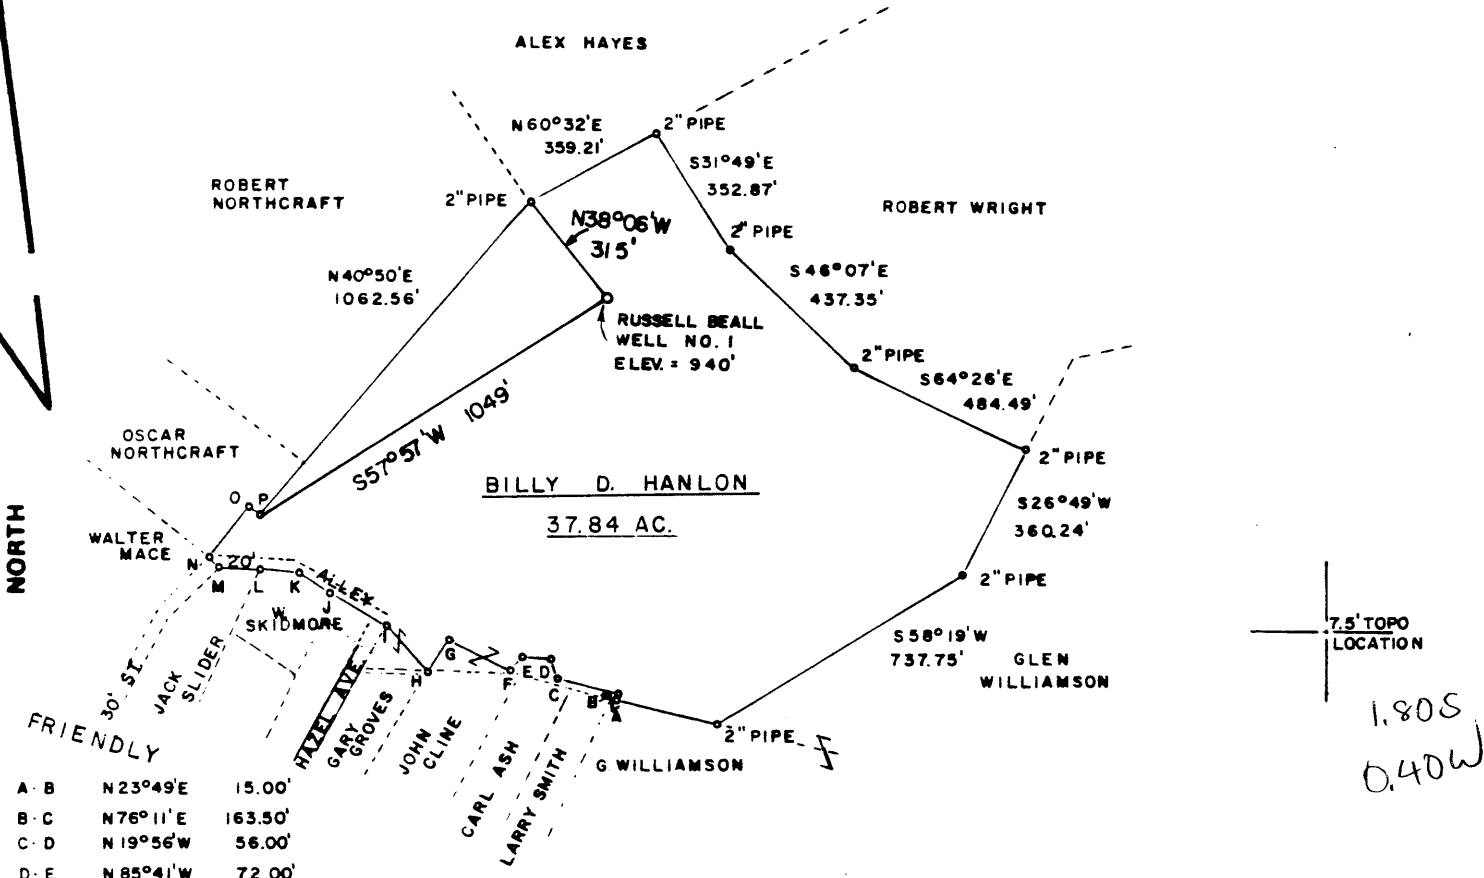 ALEX HAYES
N60°32'E
359.21'
2" PIPE
S31°49'E
352.87'
ROBERT
NORTHCRAFT
2" PIPE
N38°06'W
315'
2" PIPE
ROBERT WRIGHT
N40°50'E
1062.56'
S46°07'E
437.35'
RUSSELL BEALL
WELL NO. 1
ELEV. = 940'
2" PIPE
S64°26'E
484.49'
S57°57'W 1049'
OSCAR
NORTHCRAFT
2" PIPE
BILLY D. HANLON
37.84 AC.
S26°49'W
360.24'
O P
NORTH
WALTER
MACE
N
20'
ALLEY
M
L
K
J
I
2" PIPE
W.
SKIDMORE
7.5' TOPO
LOCATION
S58°19'W
737.75'
GLEN
WILLIAMSON
G
H
F
E
D
C
B
A
30' ST.
JACK
SLIDER
HAZEL AVE.
GARY
GROVES
JOHN
CLINE
CARL ASH
LARRY SMITH
G. WILLIAMSON
2" PIPE
FRIENDLY
1.80S
0.40W
A-B N23°49'E 15.00'
B-C N76°11'E 163.50'
C-D N19°56'W 56.00'
D-E N85°41'W 72.00'